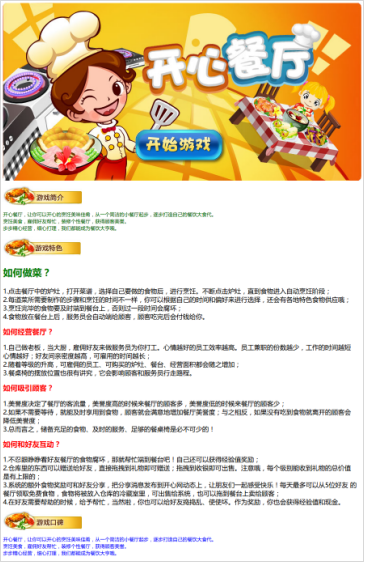 开心餐厅
开始游戏
游戏简介
开心餐厅，让你可以开心的烹饪美味佳肴，从一个简洁的小餐厅起步，逐步打造自己的餐饮大食代。
烹饪美食，雇佣好友帮忙，装修个性餐厅，获得顾客美誉。
步步精心经营，细心打理，我们都能成为餐饮大亨哦。
游戏特色
如何做菜？
1.点击餐厅中的炉灶，打开菜谱，选择自己要做的食物后，进行烹饪。不断点击炉灶，直到食物进入自动烹饪阶段；
2.每道菜所需要制作的步骤和烹饪的时间不一样，你可以根据自己的时间和偏好来进行选择，还会有各地特色食物供应哦；
3.烹饪完毕的食物要及时端到餐台上，否则过一段时间会腐坏；
4.食物放在餐台上后，服务员会自动端给顾客，顾客吃完后会付钱给你。
如何经营餐厅？
1.自己做老板，当大厨，雇佣好友来做服务员为你打工。心情越好的员工效率越高。员工兼职的份数越少，工作的时间越短
心情越好；好友间亲密度越高，可雇用的时间越长；
2.随着等级的升高，可雇佣的员工、可购买的炉灶、餐台、经营面积都会随之增加；
3.餐桌椅的摆放位置也很有讲究，它会影响顾客和服务员行走路程。
如何吸引顾客？
1.美誉度决定了餐厅的客流量，美誉度高的时候来餐厅的顾客多，美誉度低的时候来餐厅的顾客少；
2.如果不需要等待，就能及时享用到食物，顾客就会满意地增加餐厅美誉度；与之相反，如果没有吃到食物就离开的顾客会
降低美誉度；
3.总而言之，储备充足的食物、及时的服务、足够的餐桌椅是必不可少的！
如何和好友互动？
1.不忍眼睁睁看好友餐厅的食物腐坏，那就帮忙端到餐台吧！自己还可以获得经验值奖励；
2.仓库里的东西可以赠送给好友，直接拖拽到礼物即可赠送；拖拽到收银即可出售。注意哦，每个级别能收到礼物的总价值
是有上限的；
3.系统的额外食物奖励可和好友分享，把分享消息发布到开心网动态上，让朋友们一起感受快乐！每天最多可以从5位好友 的
餐厅领取免费食物，食物将被放入仓库的冷藏室里，可出售给系统，也可以拖到餐台上卖给顾客；
4.在好友需要帮助的时候，给予帮忙，当然啦，你也可以给好友捣捣乱、使使坏。作为奖励，你也会获得经验值和现金。
游戏口碑
开心餐厅，让你可以开心的烹饪美味佳肴，从一个简洁的小餐厅起步，逐步打造自己的餐饮大食代。
烹饪美食，雇佣好友帮忙，装修个性餐厅，获得顾客美誉。
步步精心经营，细心打理，我们都能成为餐饮大亨哦。